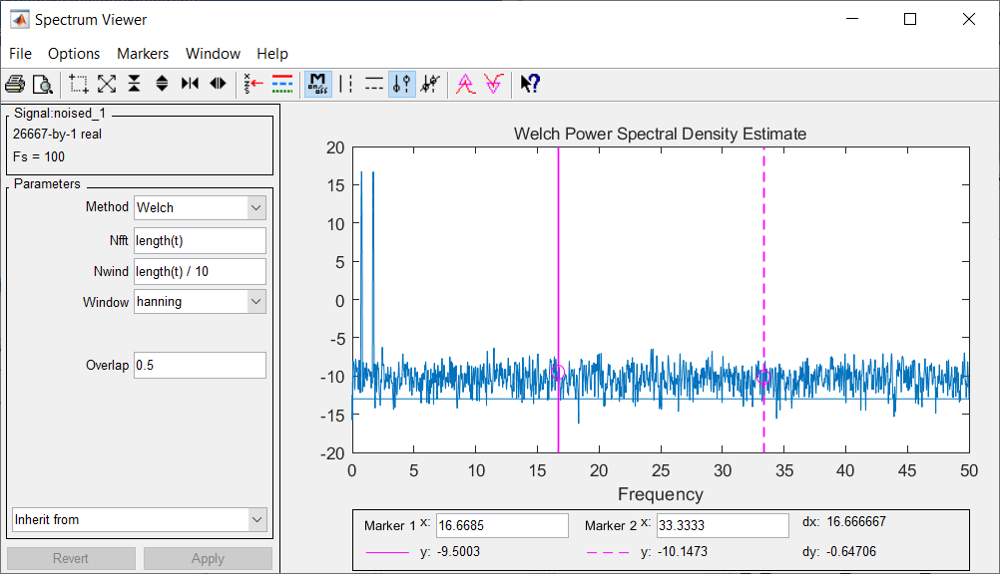 Spectrum Viewer
File Options Markers Window Help
M
on/off
Signal:noised_1
26667-by-1 real
Fs = 100
Parameters
Method Welch
Nfft length(t)
Nwind length(t) / 10
Window hanning
Overlap 0.5
Inherit from
Revert Apply
Welch Power Spectral Density Estimate
20
15
10
5
0
-5
-10
-15
-20
0 5 10 15 20 25 30 35 40 45 50
Frequency
Marker 1 x: 16.6685 Marker 2 x: 33.3333 dx: 16.666667
y: -9.5003 y: -10.1473 dy: -0.64706